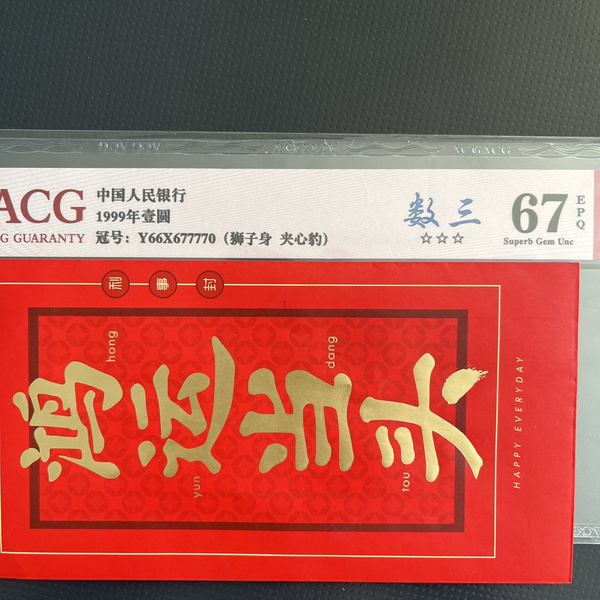 ACG
NG GUARANTY
中国人民银行
1999年壹圆
冠号：Y66X677770（狮子身 夹心豹）
数三
☆☆☆
67
EPQ
Superb Gem Unc
利事封
鸿运当头
hong
yun
dang
tou
HAPPY EVERYDAY